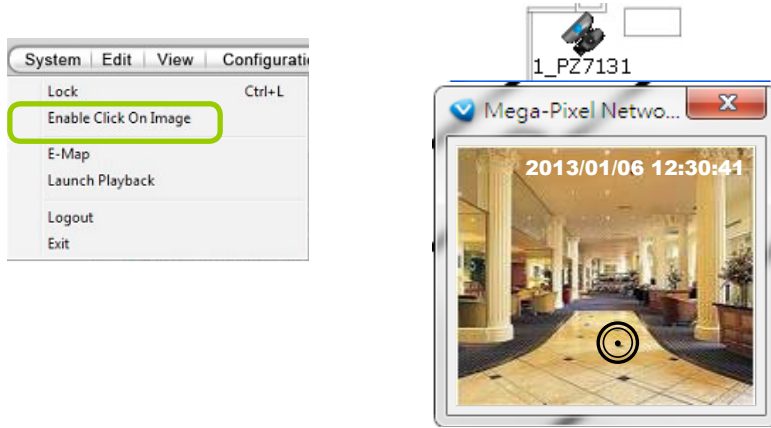 System Edit View Configurati
Lock Ctrl+L
Enable Click On Image
E-Map
Launch Playback
Logout
Exit
1_PZ7131
Mega-Pixel Netwo...
2013/01/06 12:30:41